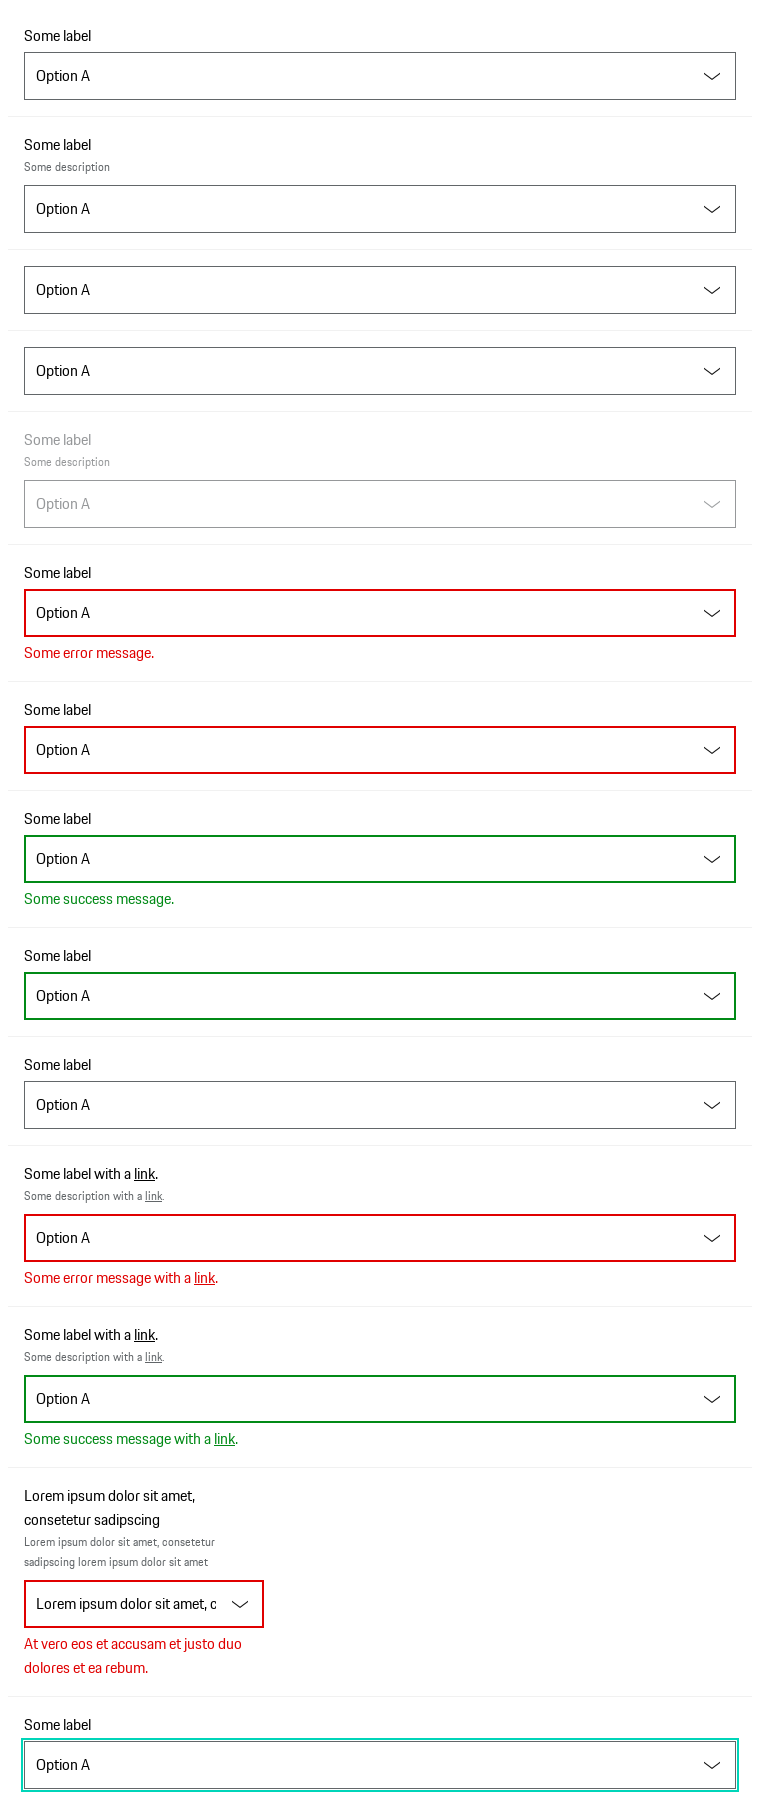 Some label
Option A
Some label
Some description
Option A
Option A
Option A
Some label
Some description
Option A
Some label
Option A
Some error message.
Some label
Option A
Some label
Option A
Some success message.
Some label
Option A
Some label
Option A
Some label with a link.
Some description with a link.
Option A
Some error message with a link.
Some label with a link.
Some description with a link.
Option A
Some success message with a link.
Lorem ipsum dolor sit amet,
consetetur sadipscing
Lorem ipsum dolor sit amet, consetetur
sadipscing lorem ipsum dolor sit amet
Lorem ipsum dolor sit amet, c
At vero eos et accusam et justo duo
dolores et ea rebum.
Some label
Option A